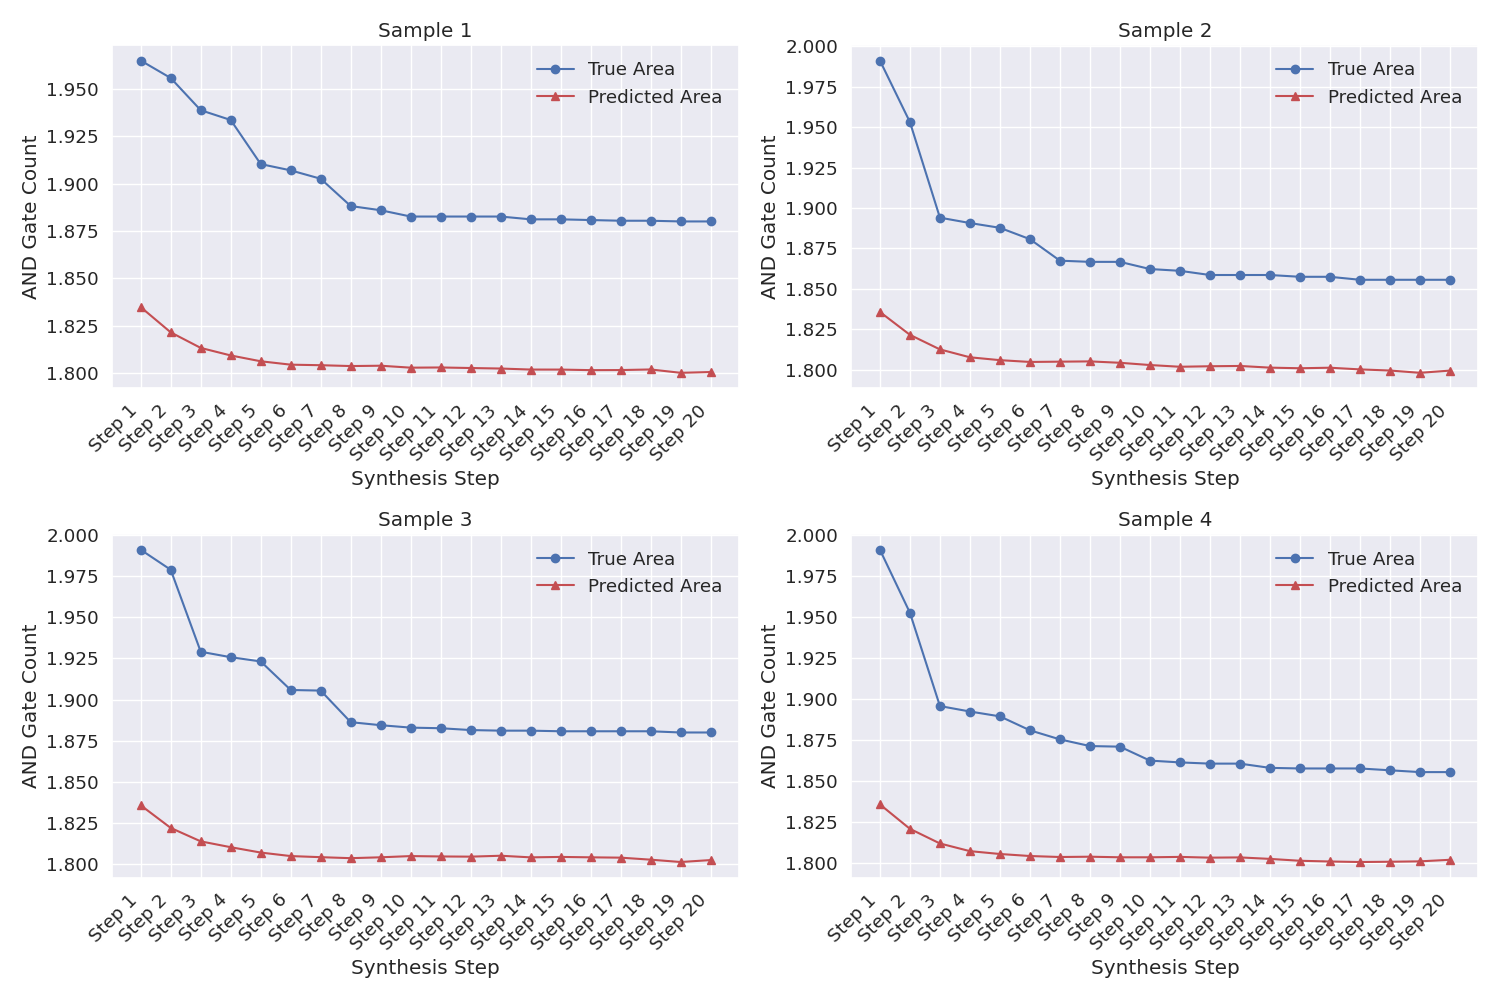 Sample 1
True Area
Predicted Area
AND Gate Count
1.950
1.925
1.900
1.875
1.850
1.825
1.800
Step 1
Step 2
Step 3
Step 4
Step 5
Step 6
Step 7
Step 8
Step 9
Step 10
Step 11
Step 12
Step 13
Step 14
Step 15
Step 16
Step 17
Step 18
Step 19
Step 20
Synthesis Step
Sample 2
True Area
Predicted Area
AND Gate Count
2.000
1.975
1.950
1.925
1.900
1.875
1.850
1.825
1.800
Step 1
Step 2
Step 3
Step 4
Step 5
Step 6
Step 7
Step 8
Step 9
Step 10
Step 11
Step 12
Step 13
Step 14
Step 15
Step 16
Step 17
Step 18
Step 19
Step 20
Synthesis Step
Sample 3
True Area
Predicted Area
AND Gate Count
2.000
1.975
1.950
1.925
1.900
1.875
1.850
1.825
1.800
Step 1
Step 2
Step 3
Step 4
Step 5
Step 6
Step 7
Step 8
Step 9
Step 10
Step 11
Step 12
Step 13
Step 14
Step 15
Step 16
Step 17
Step 18
Step 19
Step 20
Synthesis Step
Sample 4
True Area
Predicted Area
AND Gate Count
2.000
1.975
1.950
1.925
1.900
1.875
1.850
1.825
1.800
Step 1
Step 2
Step 3
Step 4
Step 5
Step 6
Step 7
Step 8
Step 9
Step 10
Step 11
Step 12
Step 13
Step 14
Step 15
Step 16
Step 17
Step 18
Step 19
Step 20
Synthesis Step